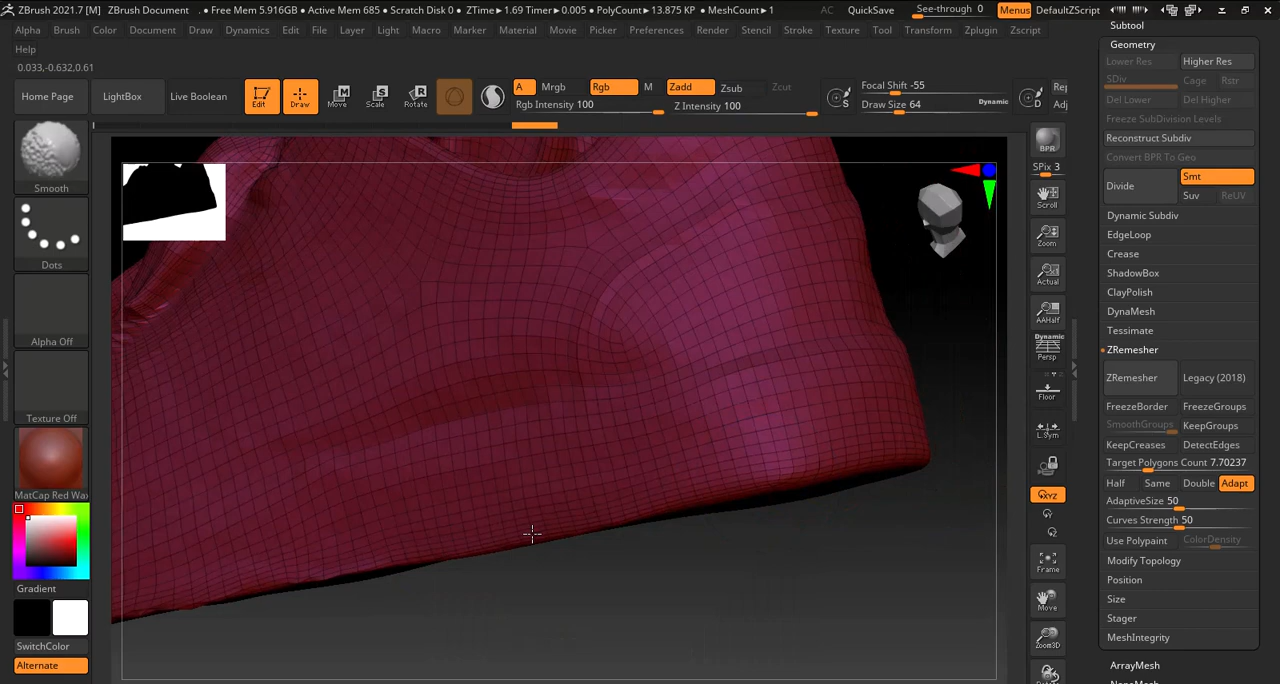 ZBrush 2021.7 [M] ZBrush Document . • Free Mem 5.916GB • Active Mem 685 • Scratch Disk 0 • ZTime▸1.69 Timer▸0.005 • PolyCount▸13.875 KP • MeshCount▸1 AC QuickSave See-through 0 Menus DefaultZScript
Alpha Brush Color Document Draw Dynamics Edit File Layer Light Macro Marker Material Movie Picker Preferences Render Stencil Stroke Texture Tool Transform Zplugin Zscript
Help
0.033,-0.632,0.61
Home Page LightBox Live Boolean Edit Draw Move Scale Rotate A Mrgb Rgb M Zadd Zsub Zcut Focal Shift -55 Rep
Rgb Intensity 100 Z Intensity 100 Draw Size 64 Dynamic Adj
M S R S D
Smooth
Dots
Alpha Off
Texture Off
MatCap Red Wa
Gradient
SwitchColor
Alternate
BPR
SPix 3
Scroll
Zoom
Actual
AAHalf
Dynamic
Persp
Floor
L.Sym
XYZ
Y
Z
Frame
Move
Zoom3D
Subtool
Geometry
Lower Res Higher Res
SDiv Cage Rstr
Del Lower Del Higher
Freeze SubDivision Levels
Reconstruct Subdiv
Convert BPR To Geo
Divide Smt
Suv ReUV
Dynamic Subdiv
EdgeLoop
Crease
ShadowBox
ClayPolish
DynaMesh
Tessimate
ZRemesher
ZRemesher Legacy (2018)
FreezeBorder FreezeGroups
SmoothGroups KeepGroups
KeepCreases DetectEdges
Target Polygons Count 7.70237
Half Same Double Adapt
AdaptiveSize 50
Curves Strength 50
Use Polypaint ColorDensity
Modify Topology
Position
Size
Stager
MeshIntegrity
ArrayMesh